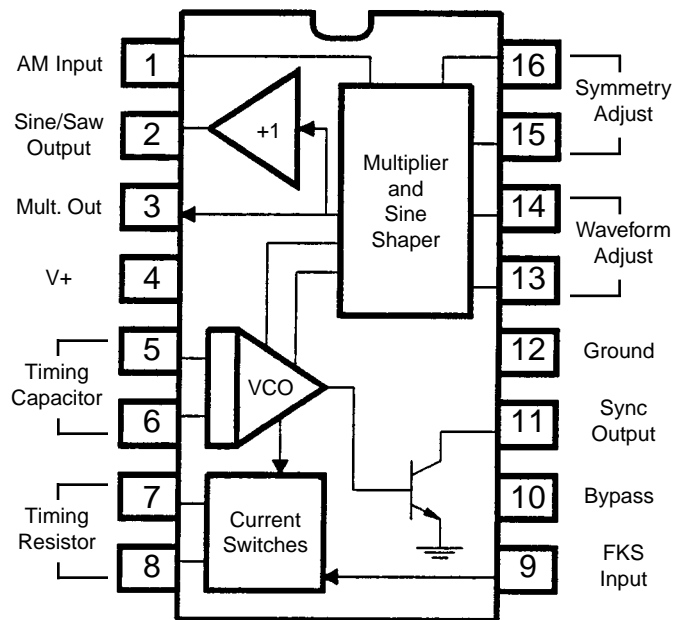 AM Input
1
Sine/Saw
Output
2
Mult. Out
3
V+
4
Timing
Capacitor
5
6
Timing
Resistor
7
8
+1
Multiplier
and
Sine
Shaper
VCO
Current
Switches
16
15
Symmetry
Adjust
14
13
Waveform
Adjust
12
Ground
11
Sync
Output
10
Bypass
9
FKS
Input